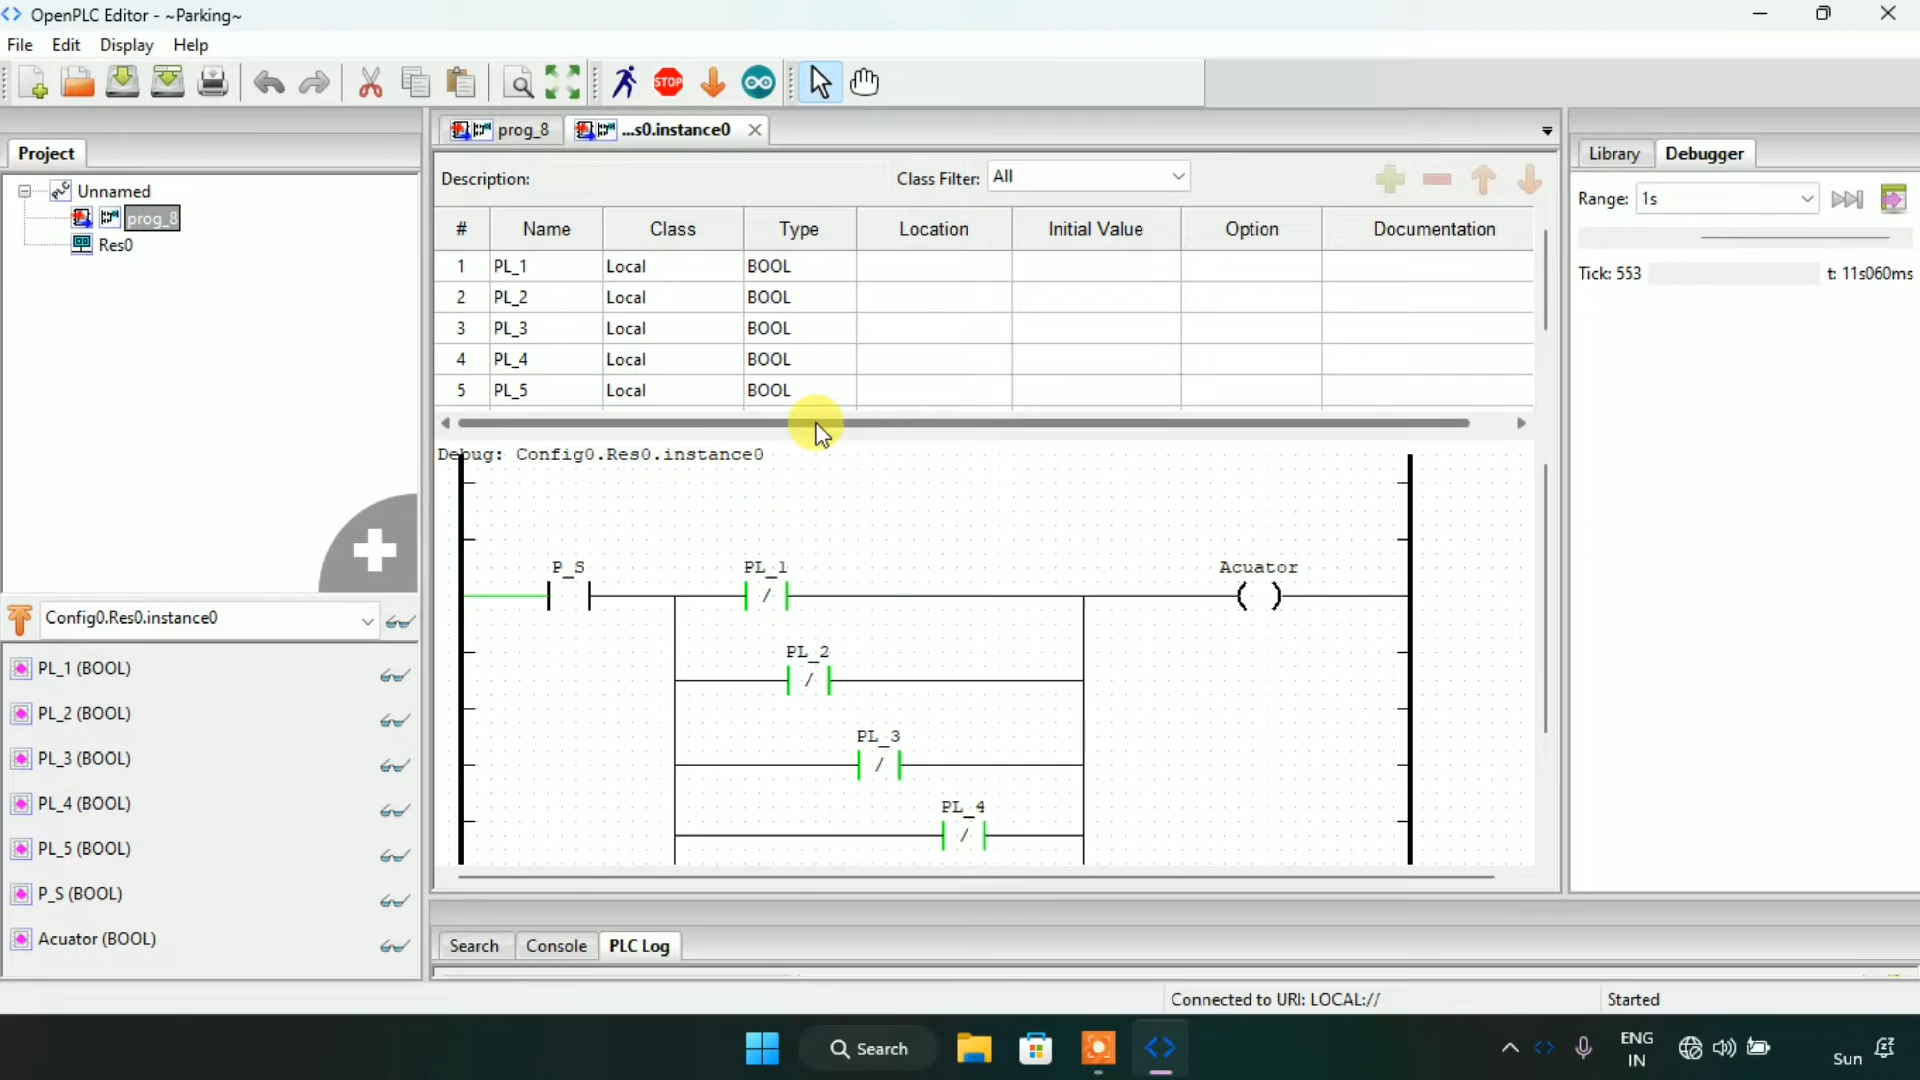 OpenPLC Editor - ~Parking~
File Edit Display Help
STOP
Project
Unnamed
prog_8
Res0
Config0.Res0.instance0
PL_1 (BOOL)
PL_2 (BOOL)
PL_3 (BOOL)
PL_4 (BOOL)
PL_5 (BOOL)
P_S (BOOL)
Acuator (BOOL)
prog_8 ...s0.instance0
Description: Class Filter: All
# Name Class Type Location Initial Value Option Documentation
1 PL_1 Local BOOL
2 PL_2 Local BOOL
3 PL_3 Local BOOL
4 PL_4 Local BOOL
5 PL_5 Local BOOL
Debug: Config0.Res0.instance0
P_S PL_1 Acuator
PL_2
PL_3
PL_4
Library Debugger
Range: 1s
Tick: 553 t: 11s060ms
Search Console PLC Log
Connected to URI: LOCAL:// Started
Search
ENG
IN
Sun